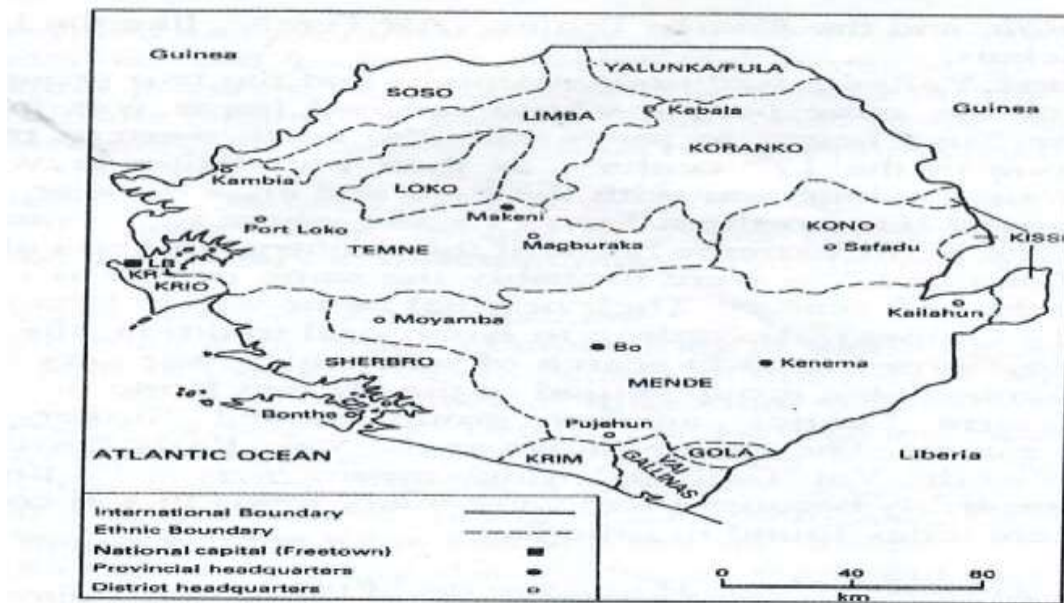 Guinea
YALUNKA/FULA
SOSO
Kabala
Guinea
LIMBA
KORANKO
Kambia
LOKO
Makeni
KONO
Port Loko
Magburaka
Sefadu
KISSI
TEMNE
KR
KRIO
Kailahun
Moyamba
Bo
SHERBRO
Kenema
MENDE
Bonthe
Pujehun
ATLANTIC OCEAN
KRIM
VAI
GALLINAS
GOLA
Liberia
International Boundary
Ethnic Boundary
National capital (Freetown)
Provincial headquarters
District headquarters
0 40 80
km